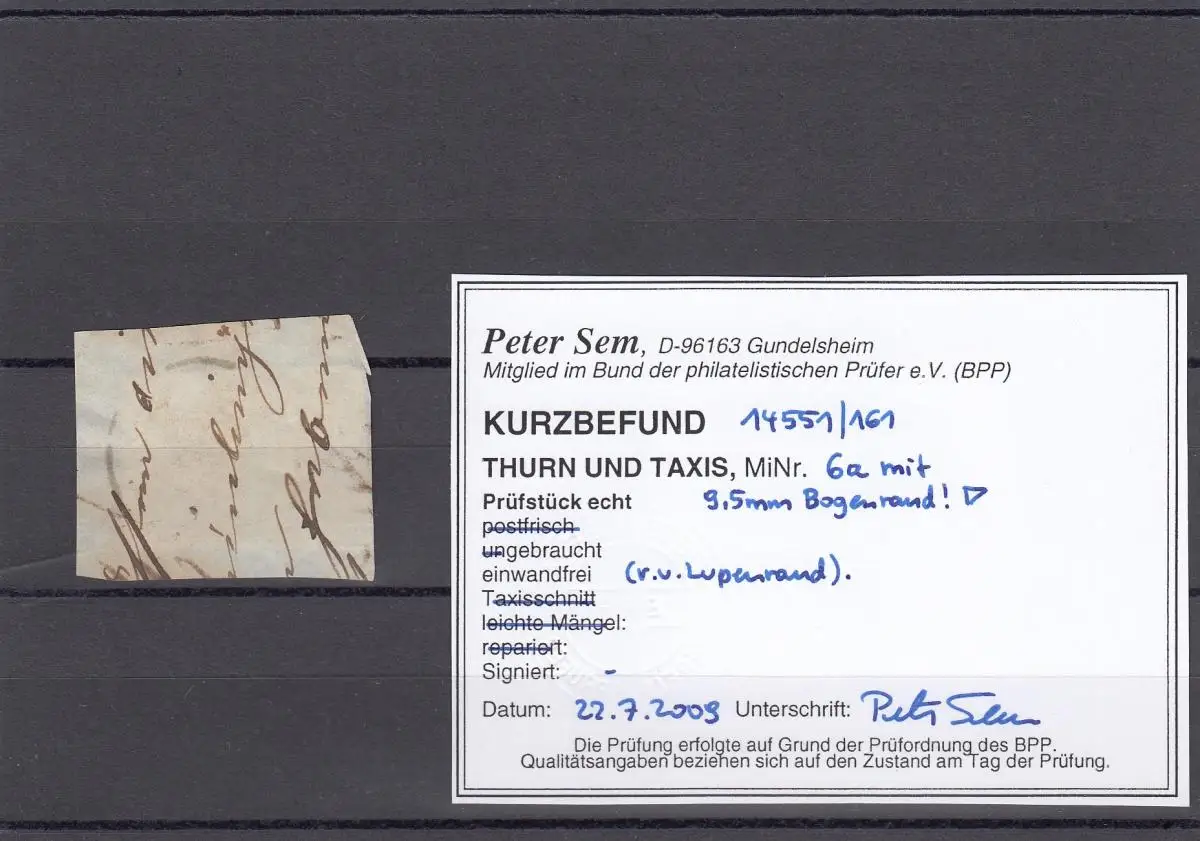 Peter Sem, D-96163 Gundelsheim
Mitglied im Bund der philatelistischen Prüfer e.V. (BPP)
KURZBEFUND 14551/161
THURN UND TAXIS, MiNr. 6a mit
Prüfstück echt 9,5mm Bogenrand! ▷
postfrisch
ungebraucht
einwandfrei (r.u. Lupenrand).
Taxisschnitt
leichte Mängel:
repariert:
Signiert: -
Datum: 22.7.2009 Unterschrift: Peter Sem
Die Prüfung erfolgte auf Grund der Prüfordnung des BPP.
Qualitätsangaben beziehen sich auf den Zustand am Tag der Prüfung.